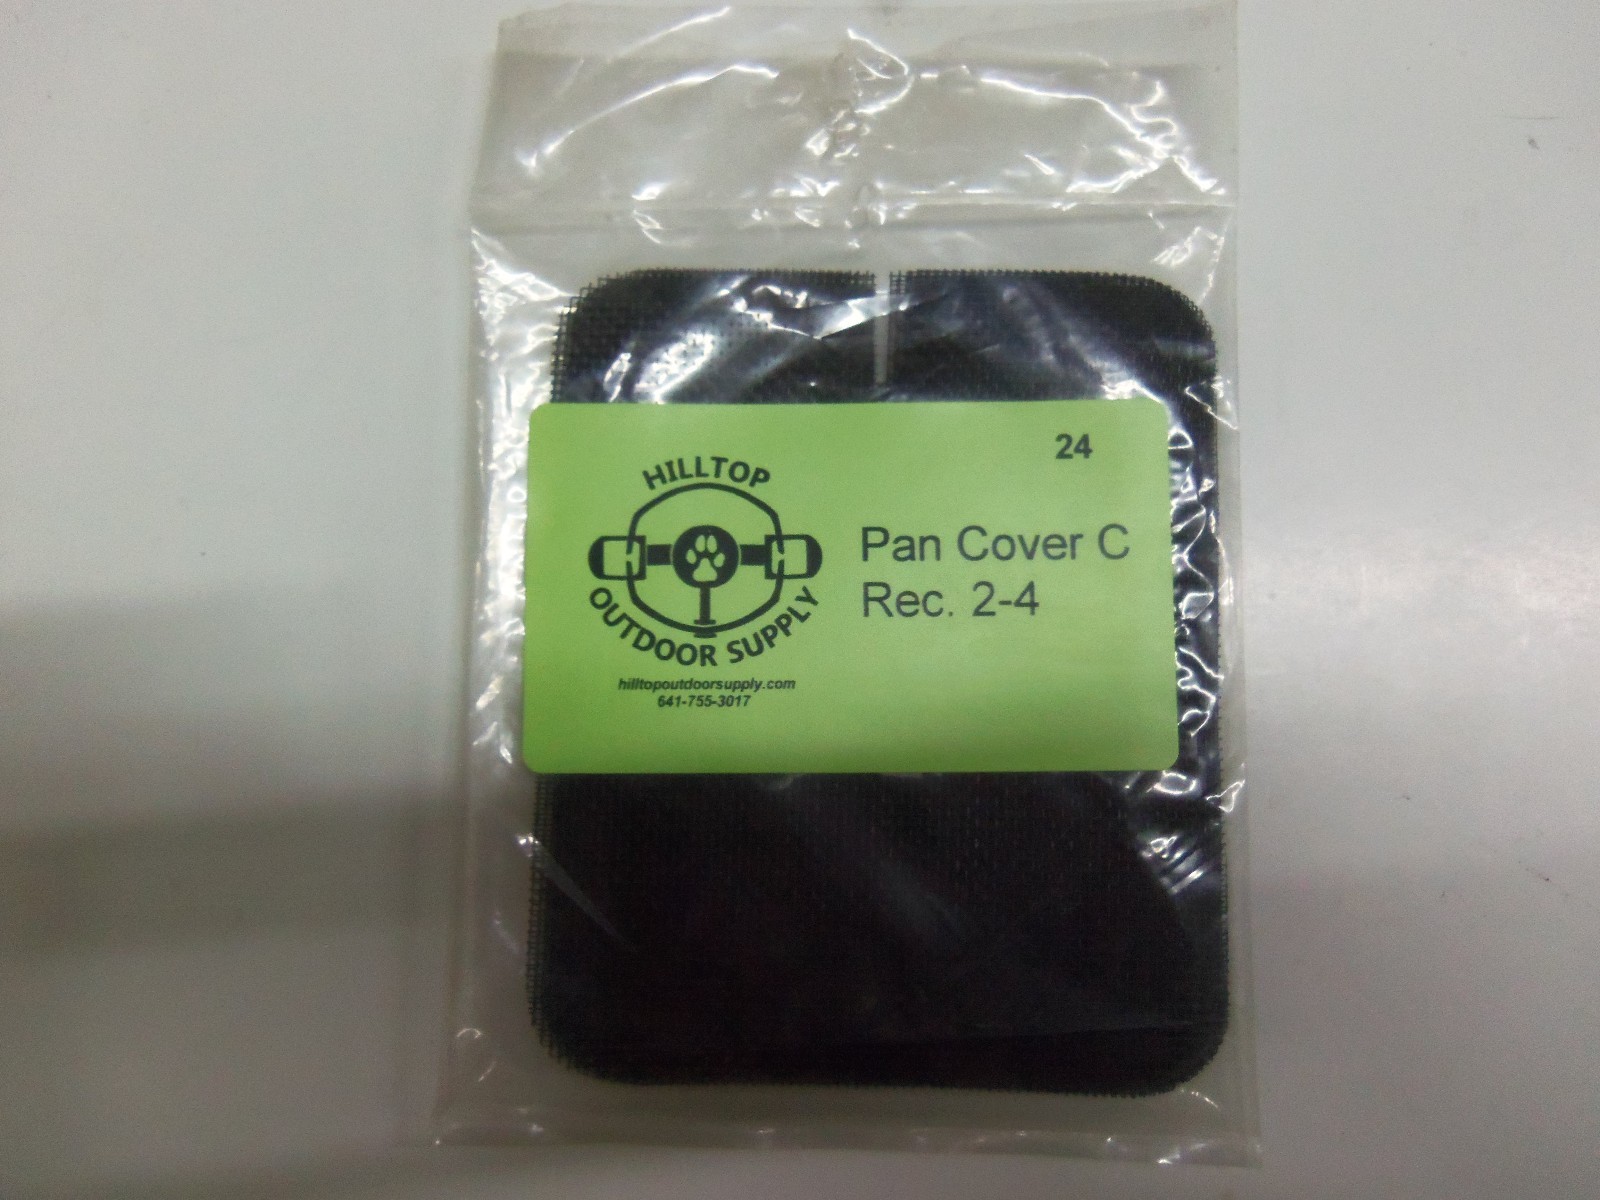 24
HILLTOP
OUTDOOR SUPPLY
hilltopoutdoorsupply.com
641-755-3017
Pan Cover C
Rec. 2-4